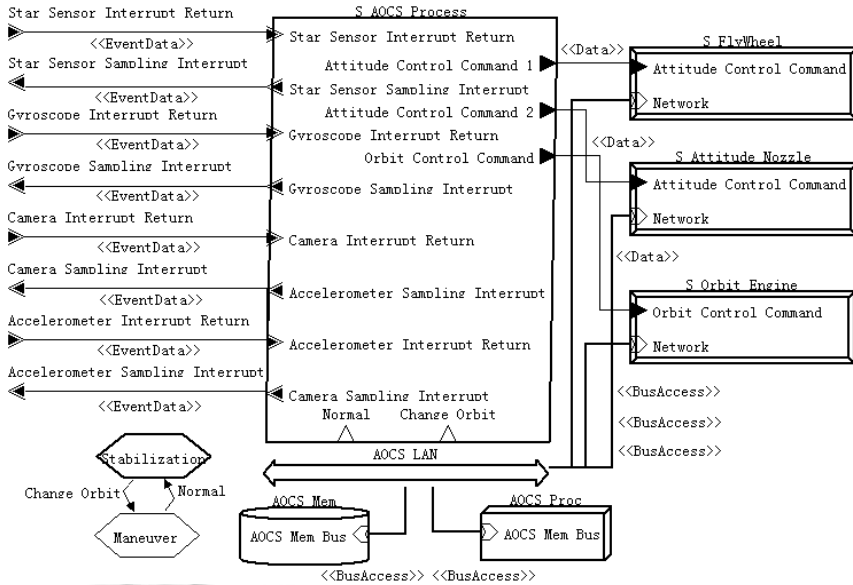 Star Sensor Interrupt Return
<<EventData>>
Star Sensor Sampling Interrupt
<<EventData>>
Gyroscope Interrupt Return
<<EventData>>
Gyroscope Sampling Interrupt
<<EventData>>
Camera Interrupt Return
<<EventData>>
Camera Sampling Interrupt
<<EventData>>
Accelerometer Interrupt Return
<<EventData>>
Accelerometer Sampling Interrupt
<<EventData>>
S AOCS Process
Star Sensor Interrupt Return
Attitude Control Command 1
Star Sensor Sampling Interrupt
Attitude Control Command 2
Gyroscope Interrupt Return
Orbit Control Command
Gyroscope Sampling Interrupt
Camera Interrupt Return
Accelerometer Sampling Interrupt
Accelerometer Interrupt Return
Camera Sampling Interrupt
Normal
Change Orbit
<<Data>>
<<Data>>
<<Data>>
S FlyWheel
Attitude Control Command
Network
S Attitude Nozzle
Attitude Control Command
Network
S Orbit Engine
Orbit Control Command
Network
<<BusAccess>>
<<BusAccess>>
<<BusAccess>>
Stabilization
Change Orbit
Normal
Maneuver
AOCS LAN
AOCS Mem
AOCS Mem Bus
AOCS Proc
AOCS Mem Bus
<<BusAccess>>
<<BusAccess>>